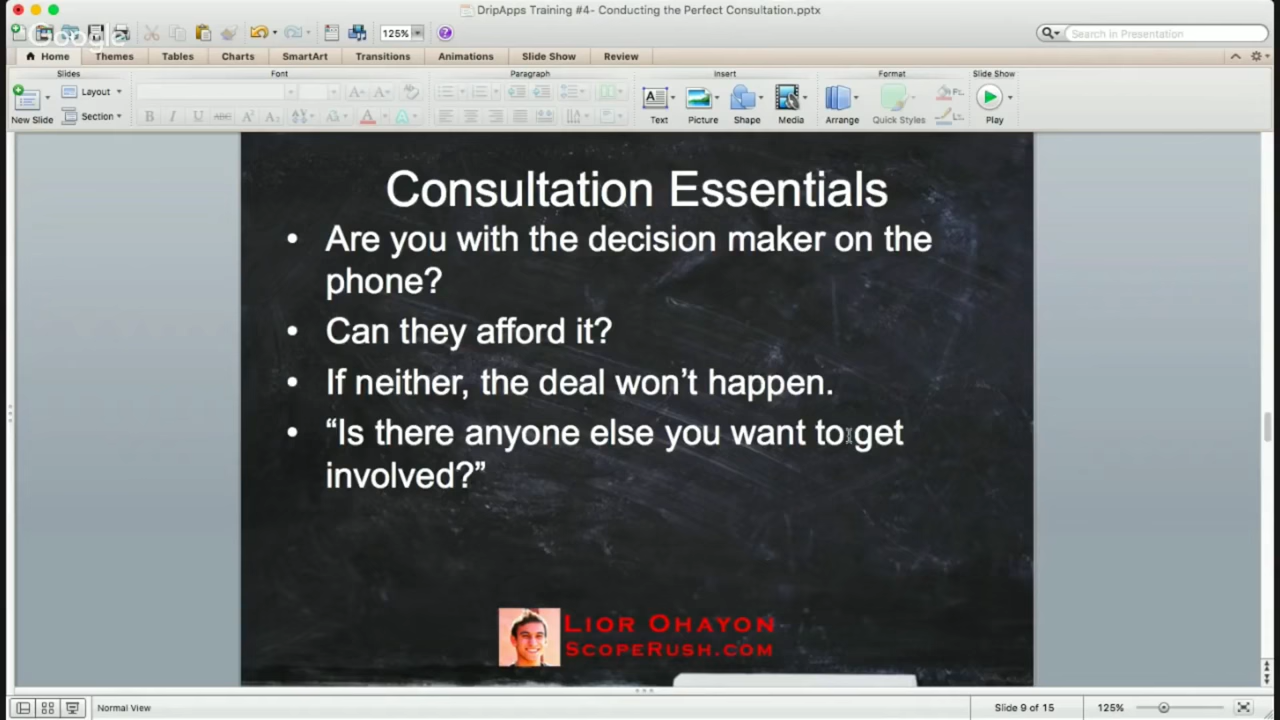 DripApps Training #4- Conducting the Perfect Consultation.pptx
Google
125%
Search in Presentation
Home Themes Tables Charts SmartArt Transitions Animations Slide Show Review
Slides Font Paragraph Insert Format Slide Show
New Slide Layout Section Text Picture Shape Media Arrange Quick Styles Play
Consultation Essentials
• Are you with the decision maker on the
phone?
• Can they afford it?
• If neither, the deal won’t happen.
• “Is there anyone else you want to get
involved?”
Lior Ohayon
ScopeRush.com
Normal View Slide 9 of 15 125%